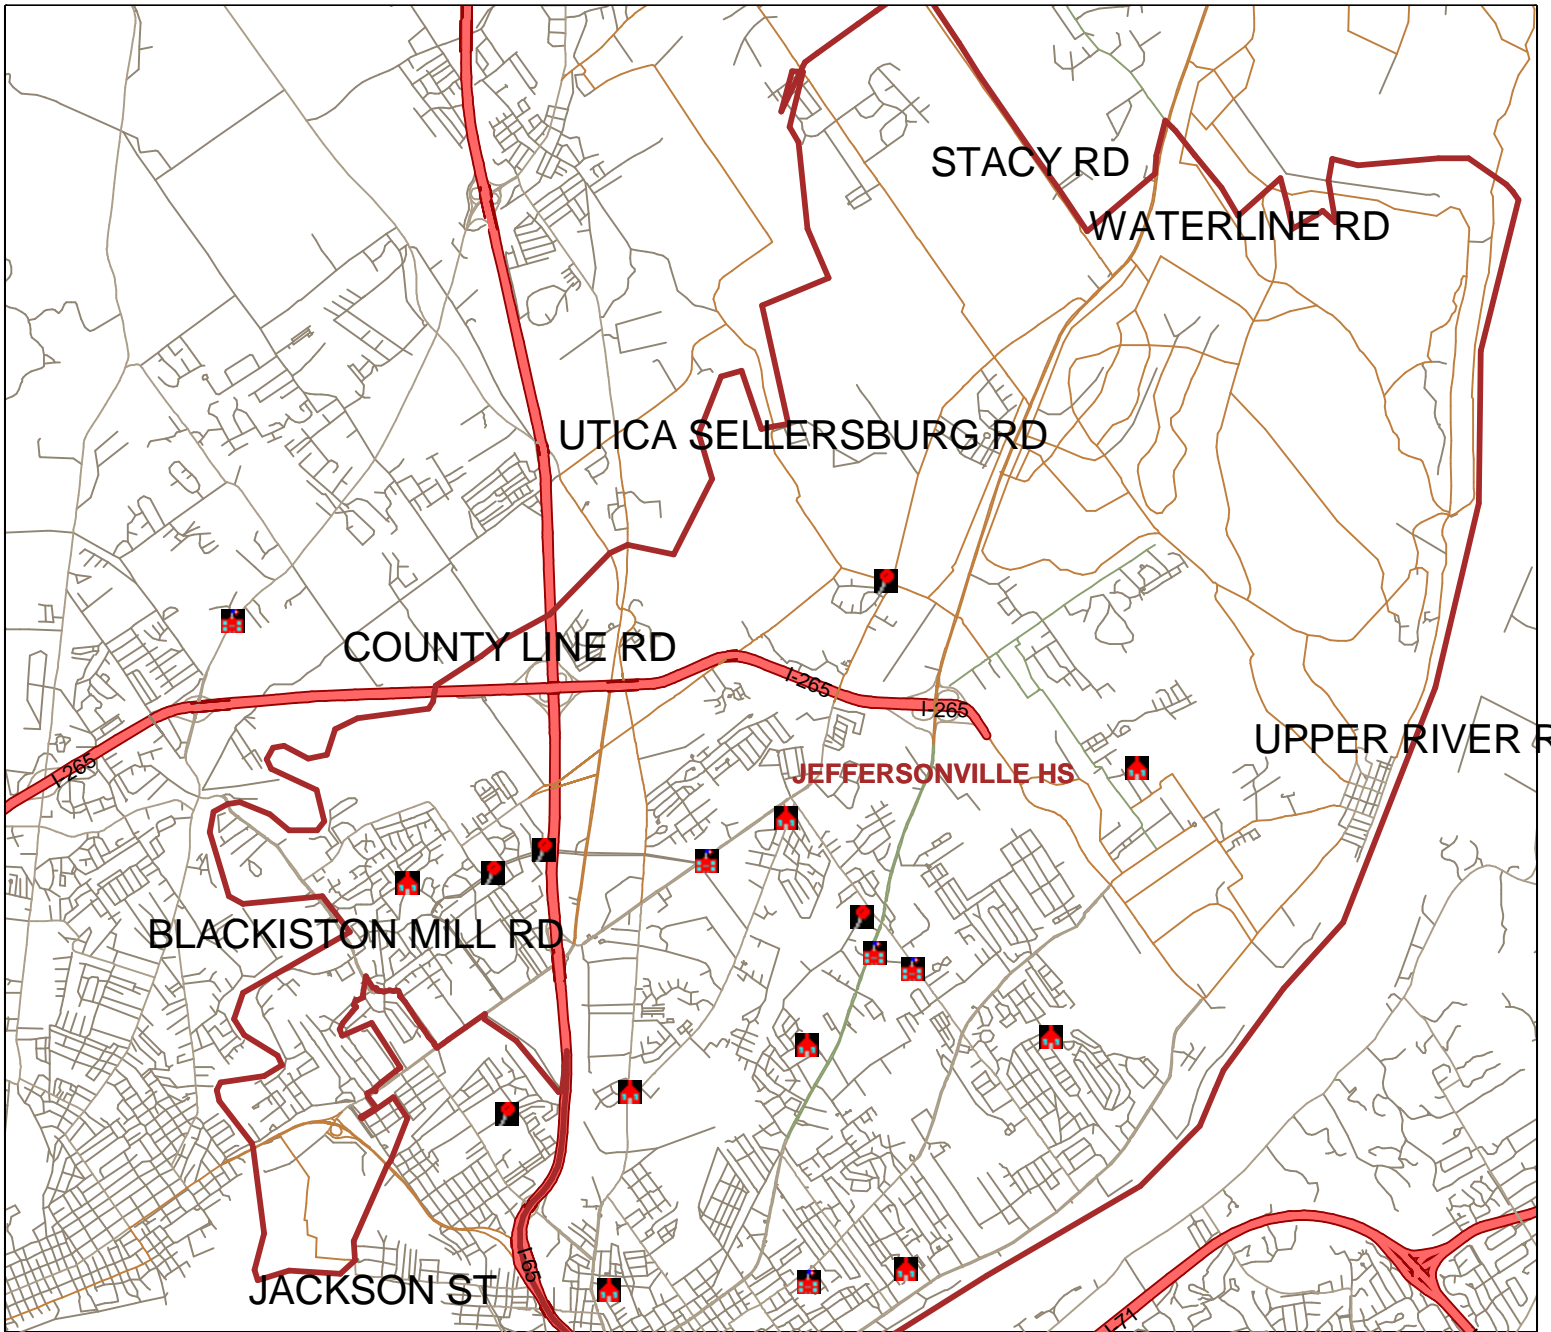 STACY RD
WATERLINE RD
UTICA SELLERSBURG RD
COUNTY LINE RD
I-265
I-265
UPPER RIVER R
I-265
JEFFERSONVILLE HS
BLACKISTON MILL RD
I-65
JACKSON ST
I-71